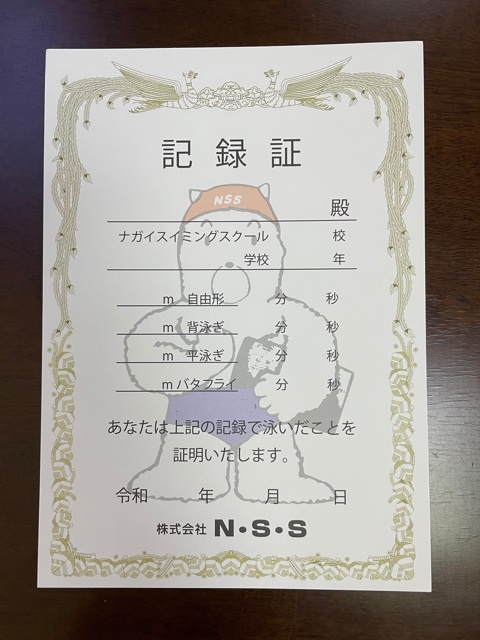 記録証
NSS
殿
ナガイスイミングスクール 校
学校 年
m 自由形 分 秒
m 背泳ぎ 分 秒
m 平泳ぎ 分 秒
m バタフライ 分 秒
あなたは上記の記録で泳いだことを
証明いたします。
令和 年 月 日
株式会社 N・S・S